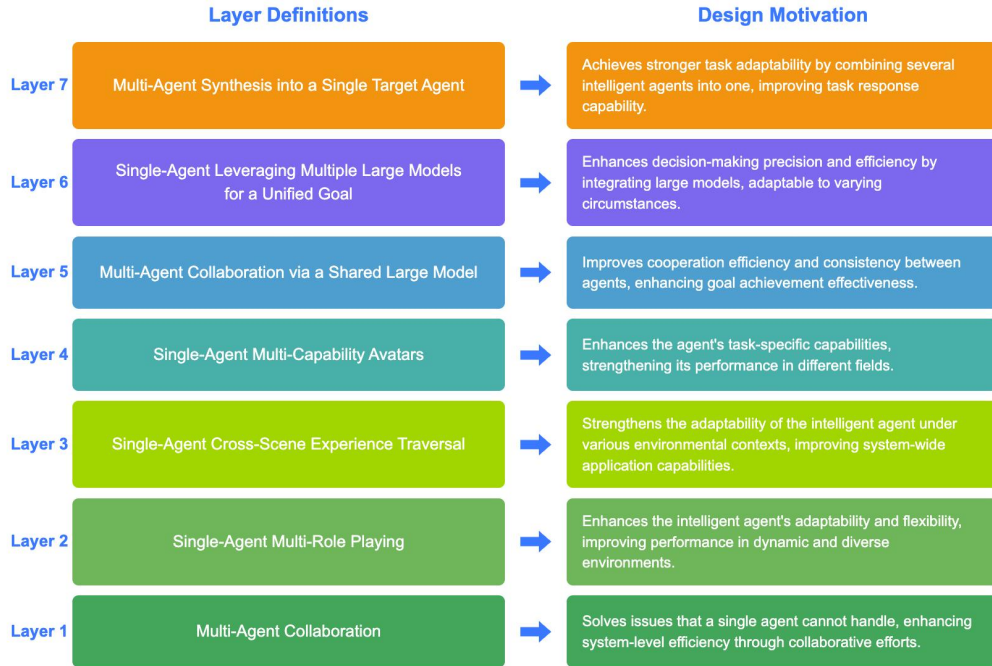 Layer Definitions
Design Motivation
Layer 7
Multi-Agent Synthesis into a Single Target Agent
Achieves stronger task adaptability by combining several
intelligent agents into one, improving task response
capability.
Layer 6
Single-Agent Leveraging Multiple Large Models
for a Unified Goal
Enhances decision-making precision and efficiency by
integrating large models, adaptable to varying
circumstances.
Layer 5
Multi-Agent Collaboration via a Shared Large Model
Improves cooperation efficiency and consistency between
agents, enhancing goal achievement effectiveness.
Layer 4
Single-Agent Multi-Capability Avatars
Enhances the agent's task-specific capabilities,
strengthening its performance in different fields.
Layer 3
Single-Agent Cross-Scene Experience Traversal
Strengthens the adaptability of the intelligent agent under
various environmental contexts, improving system-wide
application capabilities.
Layer 2
Single-Agent Multi-Role Playing
Enhances the intelligent agent's adaptability and flexibility,
improving performance in dynamic and diverse
environments.
Layer 1
Multi-Agent Collaboration
Solves issues that a single agent cannot handle, enhancing
system-level efficiency through collaborative efforts.